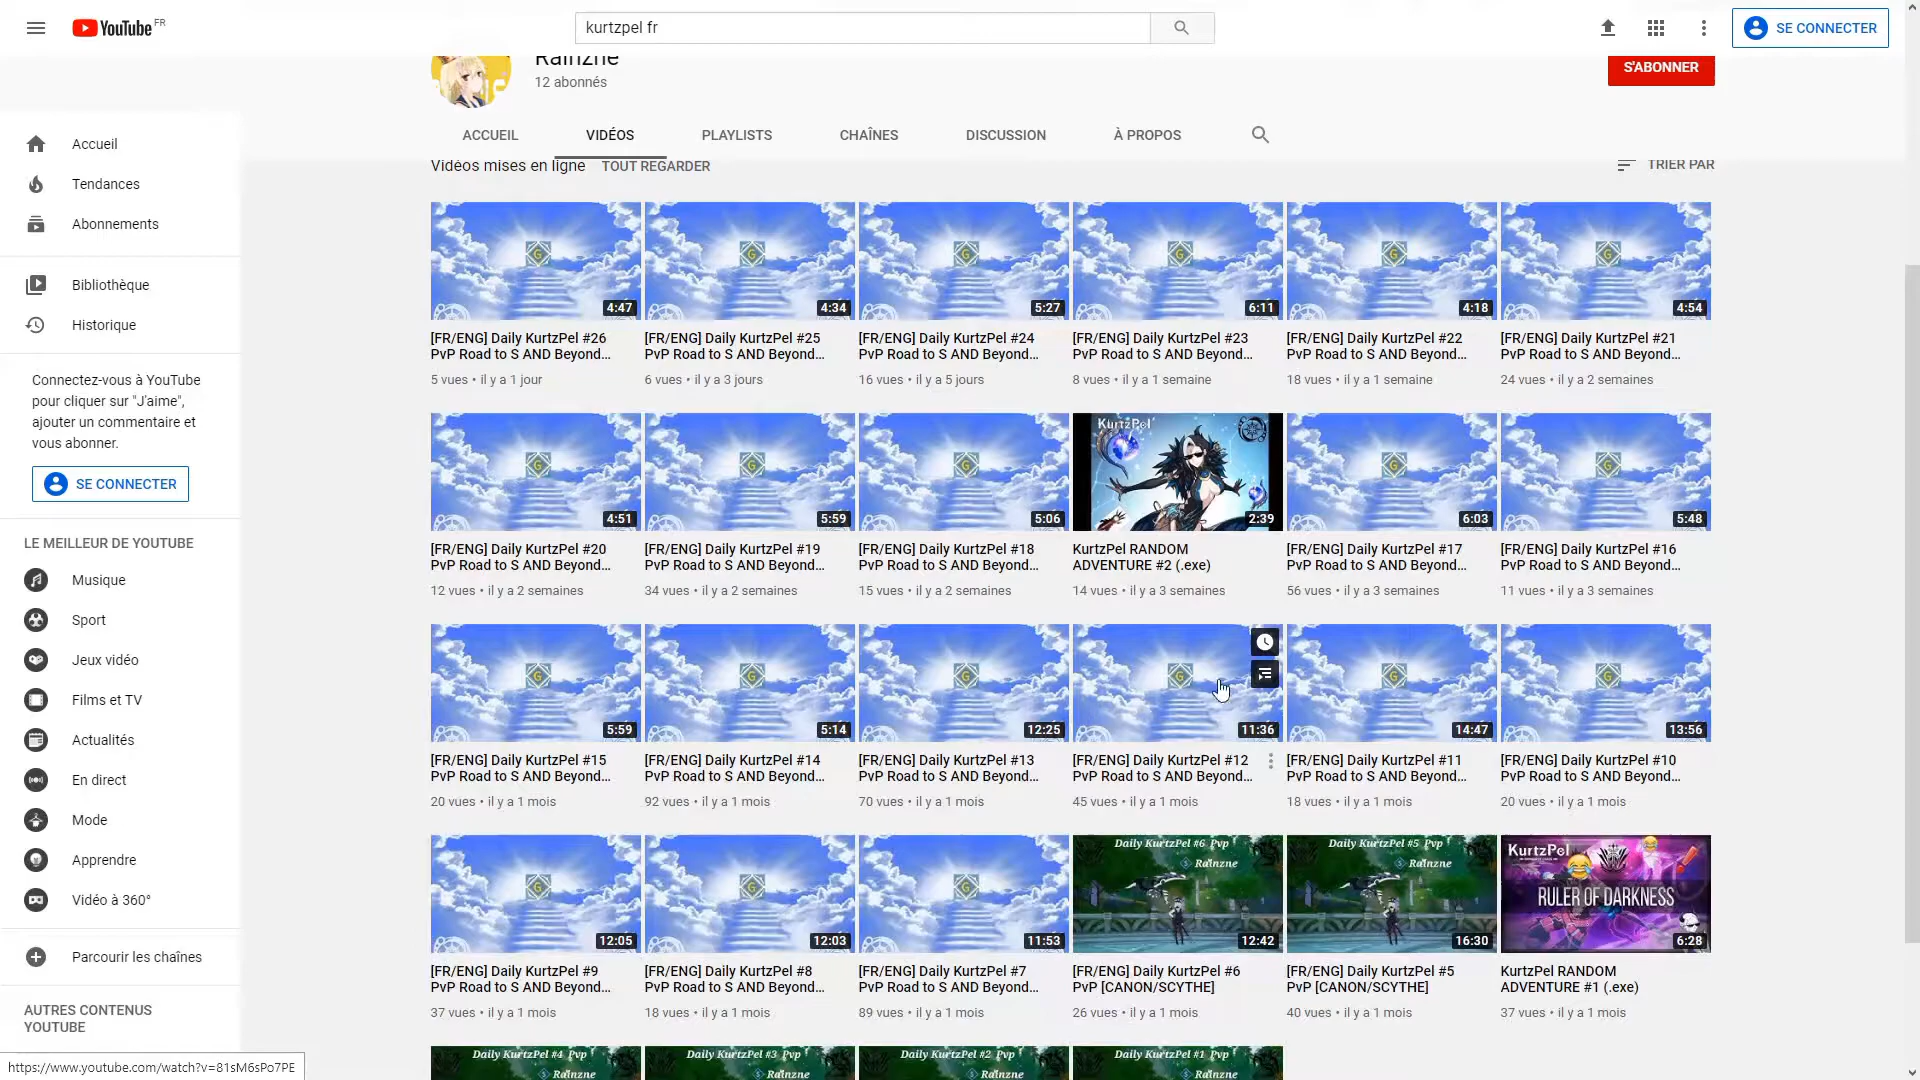 YouTube FR
kurtzpel fr
SE CONNECTER
Rainzne
12 abonnés
S'ABONNER
ACCUEIL
VIDÉOS
PLAYLISTS
CHAÎNES
DISCUSSION
À PROPOS
Vidéos mises en ligne
TOUT REGARDER
TRIER PAR
Accueil
Tendances
Abonnements
Bibliothèque
Historique
Connectez-vous à YouTube
pour cliquer sur "J'aime",
ajouter un commentaire et
vous abonner.
SE CONNECTER
LE MEILLEUR DE YOUTUBE
Musique
Sport
Jeux vidéo
Films et TV
Actualités
En direct
Mode
Apprendre
Vidéo à 360°
Parcourir les chaînes
AUTRES CONTENUS
YOUTUBE
G
4:47
[FR/ENG] Daily KurtzPel #26
PvP Road to S AND Beyond...
5 vues • il y a 1 jour
G
4:34
[FR/ENG] Daily KurtzPel #25
PvP Road to S AND Beyond...
6 vues • il y a 3 jours
G
5:27
[FR/ENG] Daily KurtzPel #24
PvP Road to S AND Beyond...
16 vues • il y a 5 jours
G
6:11
[FR/ENG] Daily KurtzPel #23
PvP Road to S AND Beyond...
8 vues • il y a 1 semaine
G
4:18
[FR/ENG] Daily KurtzPel #22
PvP Road to S AND Beyond...
18 vues • il y a 1 semaine
G
4:54
[FR/ENG] Daily KurtzPel #21
PvP Road to S AND Beyond...
24 vues • il y a 2 semaines
G
4:51
[FR/ENG] Daily KurtzPel #20
PvP Road to S AND Beyond...
12 vues • il y a 2 semaines
G
5:59
[FR/ENG] Daily KurtzPel #19
PvP Road to S AND Beyond...
34 vues • il y a 2 semaines
G
5:06
[FR/ENG] Daily KurtzPel #18
PvP Road to S AND Beyond...
15 vues • il y a 2 semaines
KurtzPel
2:39
KurtzPel RANDOM
ADVENTURE #2 (.exe)
14 vues • il y a 3 semaines
G
6:03
[FR/ENG] Daily KurtzPel #17
PvP Road to S AND Beyond...
56 vues • il y a 3 semaines
G
5:48
[FR/ENG] Daily KurtzPel #16
PvP Road to S AND Beyond...
11 vues • il y a 3 semaines
G
5:59
[FR/ENG] Daily KurtzPel #15
PvP Road to S AND Beyond...
20 vues • il y a 1 mois
G
5:14
[FR/ENG] Daily KurtzPel #14
PvP Road to S AND Beyond...
92 vues • il y a 1 mois
G
12:25
[FR/ENG] Daily KurtzPel #13
PvP Road to S AND Beyond...
70 vues • il y a 1 mois
G
11:36
[FR/ENG] Daily KurtzPel #12
PvP Road to S AND Beyond...
45 vues • il y a 1 mois
G
14:47
[FR/ENG] Daily KurtzPel #11
PvP Road to S AND Beyond...
18 vues • il y a 1 mois
G
13:56
[FR/ENG] Daily KurtzPel #10
PvP Road to S AND Beyond...
20 vues • il y a 1 mois
G
12:05
[FR/ENG] Daily KurtzPel #9
PvP Road to S AND Beyond...
37 vues • il y a 1 mois
G
12:03
[FR/ENG] Daily KurtzPel #8
PvP Road to S AND Beyond...
18 vues • il y a 1 mois
G
11:53
[FR/ENG] Daily KurtzPel #7
PvP Road to S AND Beyond...
89 vues • il y a 1 mois
Daily KurtzPel #6 Pvp
Rainzne
12:42
[FR/ENG] Daily KurtzPel #6
PvP [CANON/SCYTHE]
26 vues • il y a 1 mois
Daily KurtzPel #5 Pvp
Rainzne
16:30
[FR/ENG] Daily KurtzPel #5
PvP [CANON/SCYTHE]
40 vues • il y a 1 mois
KurtzPel
RULER OF DARKNESS
6:28
KurtzPel RANDOM
ADVENTURE #1 (.exe)
37 vues • il y a 1 mois
Daily KurtzPel #4 Pvp
Rainzne
Daily KurtzPel #3 Pvp
Rainzne
Daily KurtzPel #2 Pvp
Rainzne
Daily KurtzPel #1 Pvp
Rainzne
https://www.youtube.com/watch?v=81sM6sPo7PE